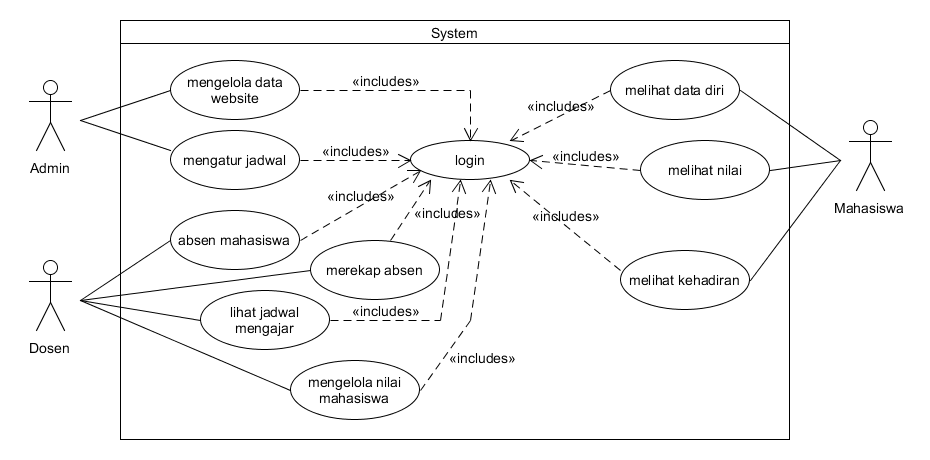 System
mengelola data
website
«includes»
melihat data diri
«includes»
Admin
mengatur jadwal
«includes»
login
«includes»
melihat nilai
Mahasiswa
«includes»
absen mahasiswa
«includes»
«includes»
merekap absen
melihat kehadiran
lihat jadwal
mengajar
«includes»
Dosen
«includes»
mengelola nilai
mahasiswa